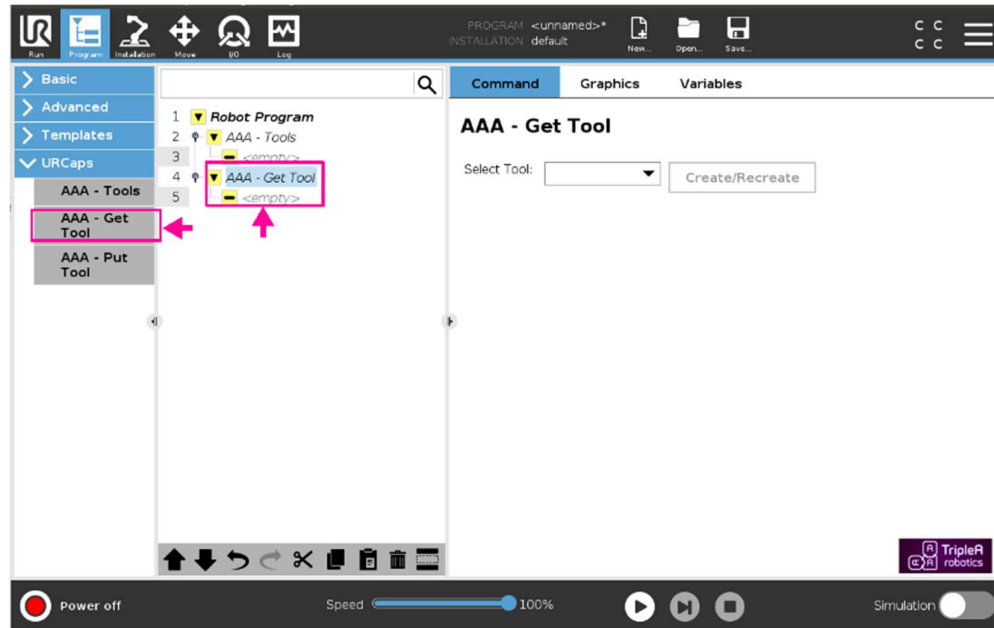 UR
PROGRAM <unnamed>*
INSTALLATION default
Run Program Installation Move I/O Log New... Open... Save...
C C
C C
Basic
Advanced
Templates
URCaps
AAA - Tools
AAA - Get
Tool
AAA - Put
Tool
1 Robot Program
2 AAA - Tools
3 <empty>
4 AAA - Get Tool
5 <empty>
Command Graphics Variables
AAA - Get Tool
Select Tool: Create/Recreate
A TripleA
A A robotics
Power off Speed 100% Simulation